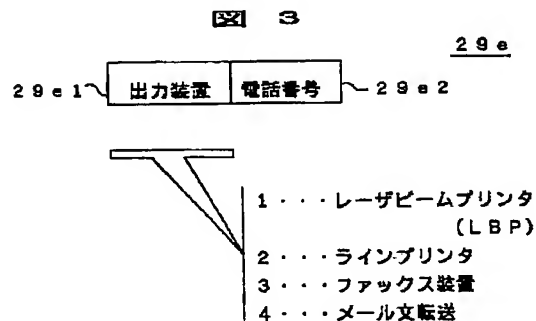 図 3
29e
29e1 出力装置 電話番号 29e2
1・・・レーザビームプリンタ
(LBP)
2・・・ラインプリンタ
3・・・ファックス装置
4・・・メール文転送